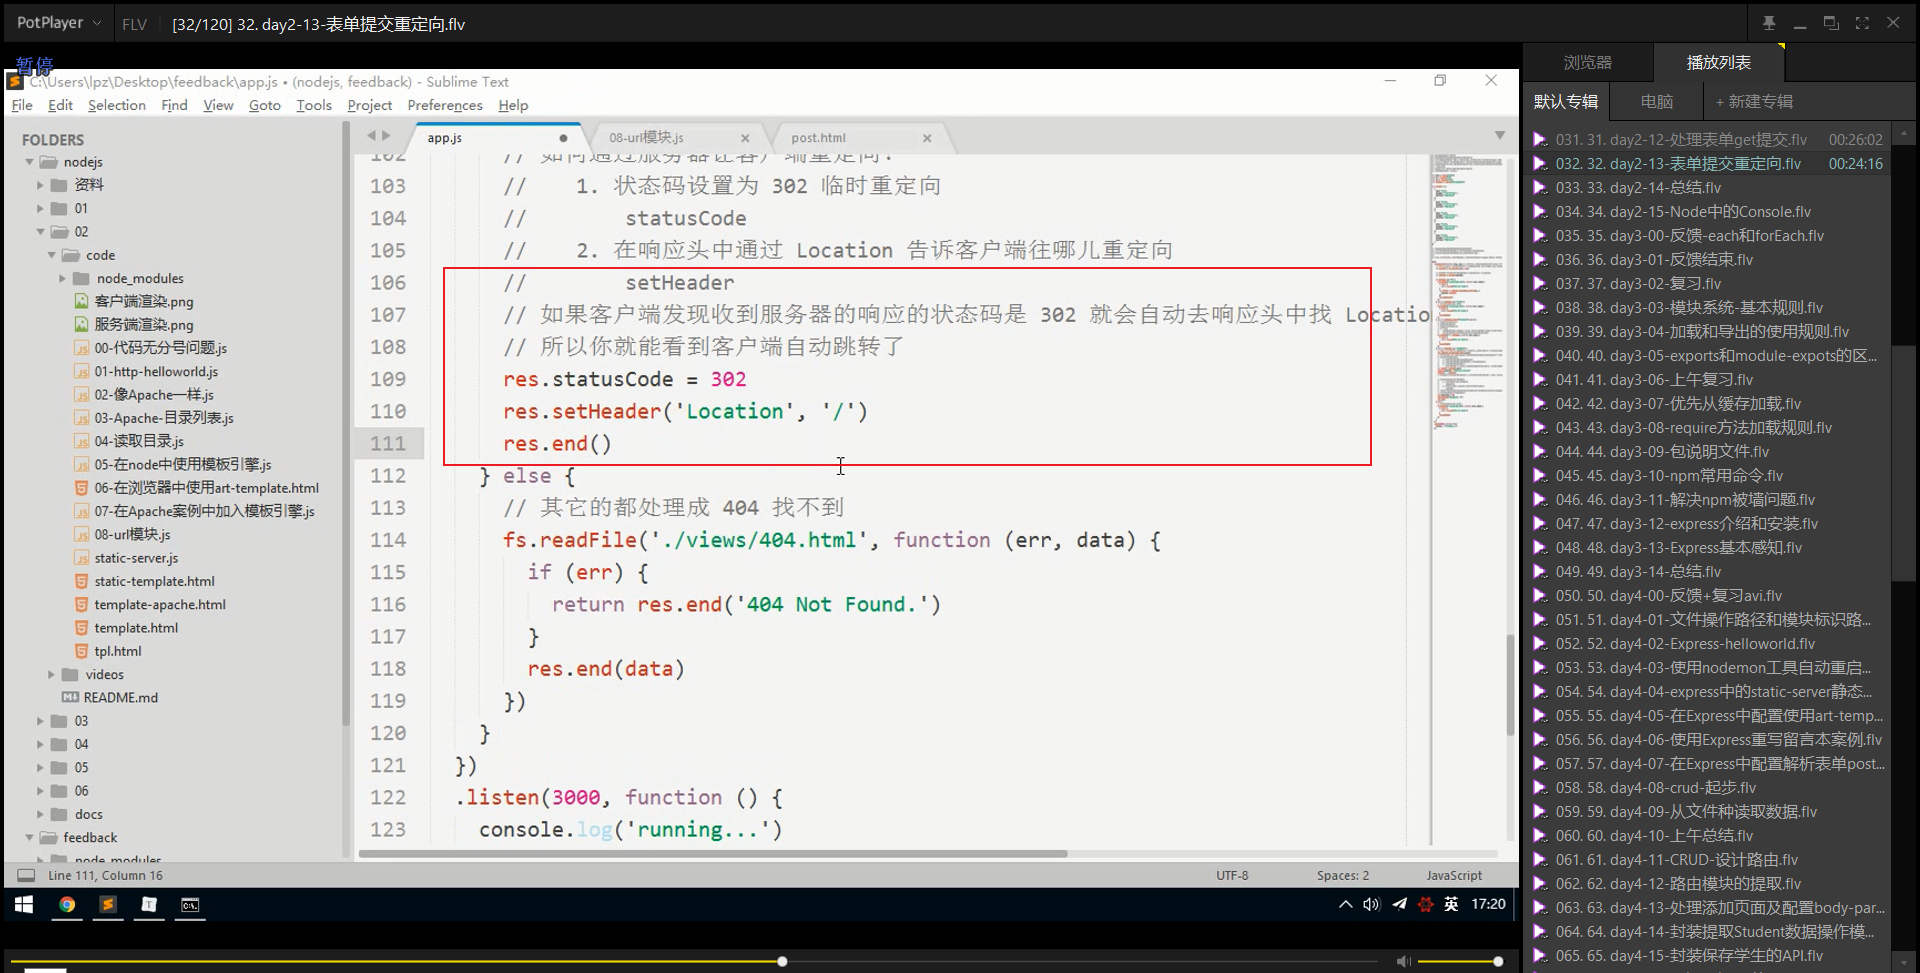 PotPlayer
FLV
[32/120] 32. day2-13-表单提交重定向.flv
暂停
C:\Users\lpz\Desktop\feedback\app.js • (nodejs, feedback) - Sublime Text
File Edit Selection Find View Goto Tools Project Preferences Help
FOLDERS
nodejs
资料
01
02
code
node_modules
客户端渲染.png
服务端渲染.png
00-代码无分号问题.js
01-http-helloworld.js
02-像Apache一样.js
03-Apache-目录列表.js
04-读取目录.js
05-在node中使用模板引擎.js
06-在浏览器中使用art-template.html
07-在Apache案例中加入模板引擎.js
08-url模块.js
static-server.js
static-template.html
template-apache.html
template.html
tpl.html
videos
README.md
03
04
05
06
docs
feedback
node_modules
app.js
08-url模块.js
post.html
102 // 如何通过服务器让客户端重定向？
103 // 1. 状态码设置为 302 临时重定向
104 // statusCode
105 // 2. 在响应头中通过 Location 告诉客户端往哪儿重定向
106 // setHeader
107 // 如果客户端发现收到服务器的响应的状态码是 302 就会自动去响应头中找 Locatio
108 // 所以你就能看到客户端自动跳转了
109 res.statusCode = 302
110 res.setHeader('Location', '/')
111 res.end()
112 } else {
113 // 其它的都处理成 404 找不到
114 fs.readFile('./views/404.html', function (err, data) {
115 if (err) {
116 return res.end('404 Not Found.')
117 }
118 res.end(data)
119 })
120 }
121 })
122 .listen(3000, function () {
123 console.log('running...')
Line 111, Column 16
UTF-8
Spaces: 2
JavaScript
英
17:20
浏览器
播放列表
默认专辑
电脑
+ 新建专辑
031. 31. day2-12-处理表单get提交.flv 00:26:02
032. 32. day2-13-表单提交重定向.flv 00:24:16
033. 33. day2-14-总结.flv
034. 34. day2-15-Node中的Console.flv
035. 35. day3-00-反馈-each和forEach.flv
036. 36. day3-01-反馈结束.flv
037. 37. day3-02-复习.flv
038. 38. day3-03-模块系统-基本规则.flv
039. 39. day3-04-加载和导出的使用规则.flv
040. 40. day3-05-exports和module-expots的区...
041. 41. day3-06-上午复习.flv
042. 42. day3-07-优先从缓存加载.flv
043. 43. day3-08-require方法加载规则.flv
044. 44. day3-09-包说明文件.flv
045. 45. day3-10-npm常用命令.flv
046. 46. day3-11-解决npm被墙问题.flv
047. 47. day3-12-express介绍和安装.flv
048. 48. day3-13-Express基本感知.flv
049. 49. day3-14-总结.flv
050. 50. day4-00-反馈+复习avi.flv
051. 51. day4-01-文件操作路径和模块标识路...
052. 52. day4-02-Express-helloworld.flv
053. 53. day4-03-使用nodemon工具自动重启...
054. 54. day4-04-express中的static-server静态...
055. 55. day4-05-在Express中配置使用art-temp...
056. 56. day4-06-使用Express重写留言本案例.flv
057. 57. day4-07-在Express中配置解析表单post...
058. 58. day4-08-crud-起步.flv
059. 59. day4-09-从文件种读取数据.flv
060. 60. day4-10-上午总结.flv
061. 61. day4-11-CRUD-设计路由.flv
062. 62. day4-12-路由模块的提取.flv
063. 63. day4-13-处理添加页面及配置body-par...
064. 64. day4-14-封装提取Student数据操作模...
065. 65. day4-15-封装保存学生的API.flv